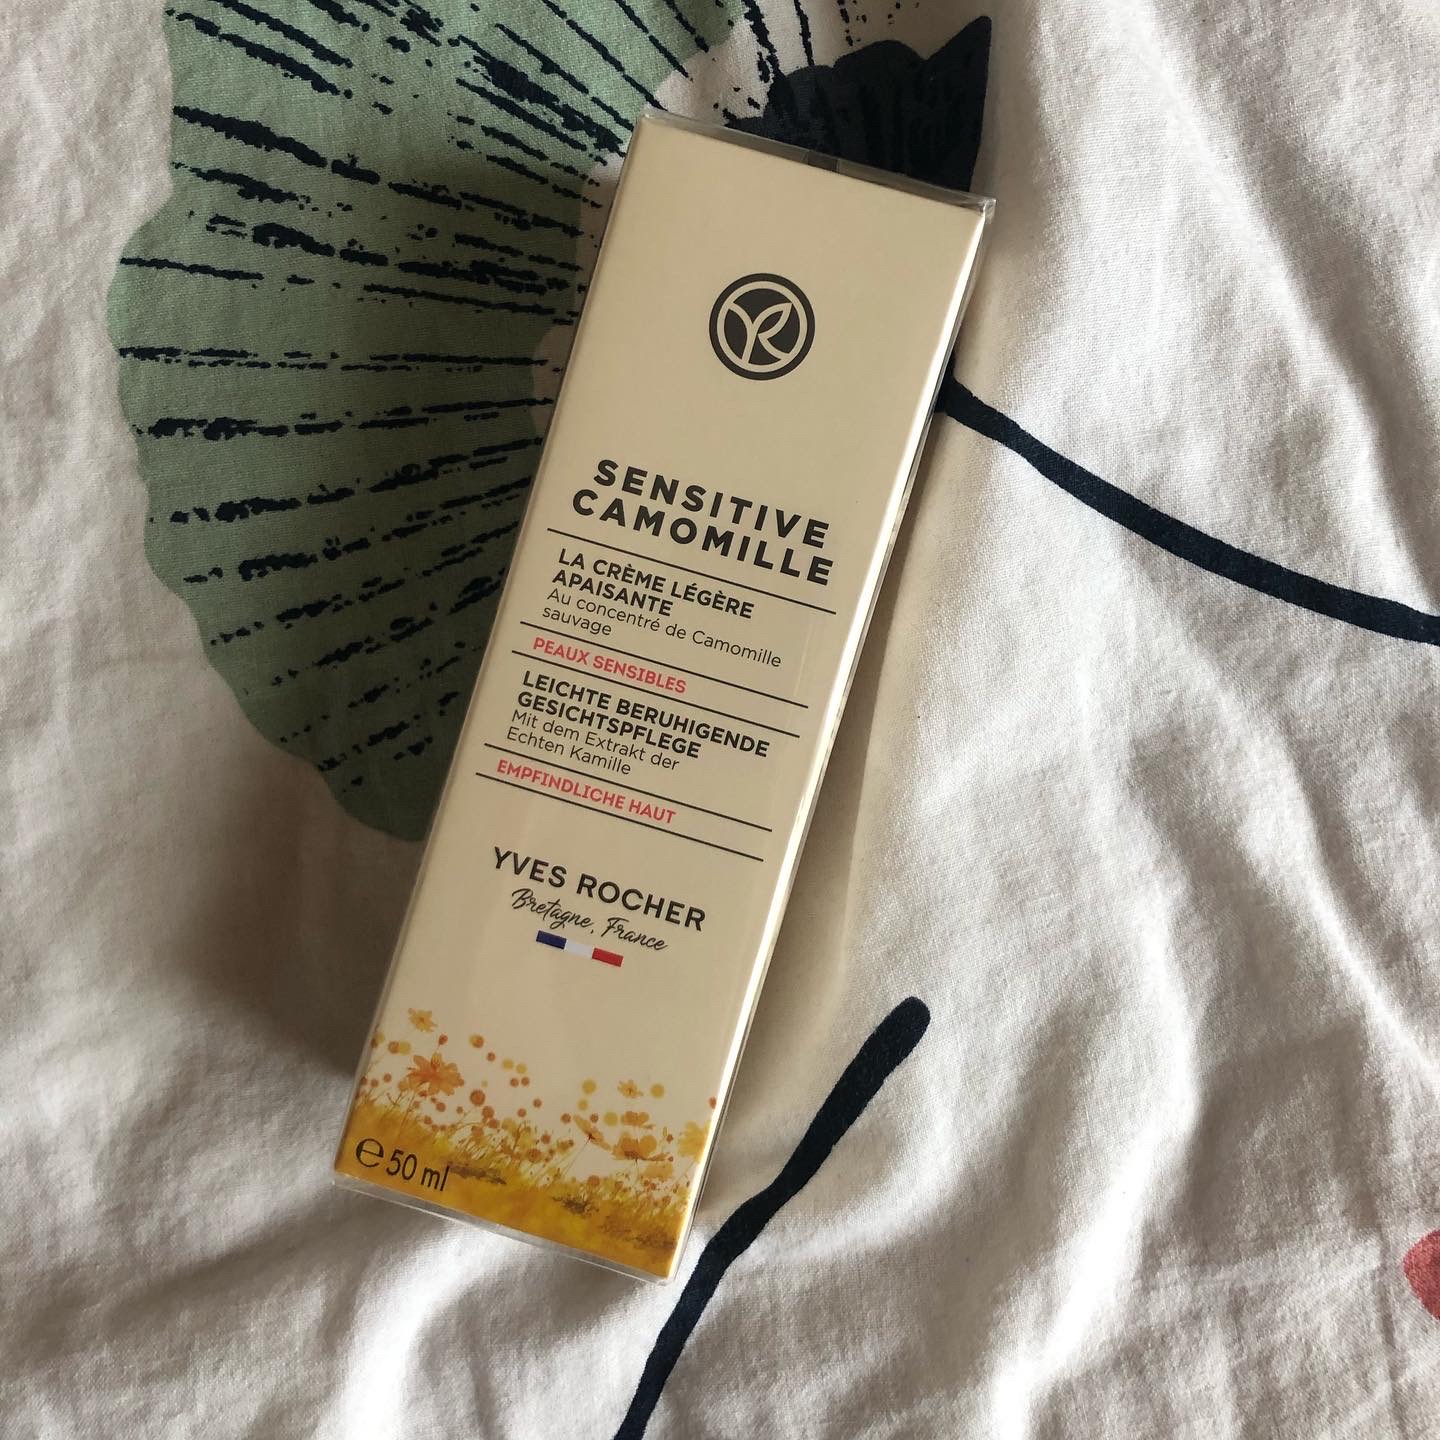 YR
SENSITIVE
CAMOMILLE
LA CRÈME LÉGÈRE
APAISANTE
Au concentré de Camomille
sauvage
PEAUX SENSIBLES
LEICHTE BERUHIGENDE
GESICHTSPFLEGE
Mit dem Extrakt der
Echten Kamille
EMPFINDLICHE HAUT
YVES ROCHER
Bretagne, France
℮ 50 ml